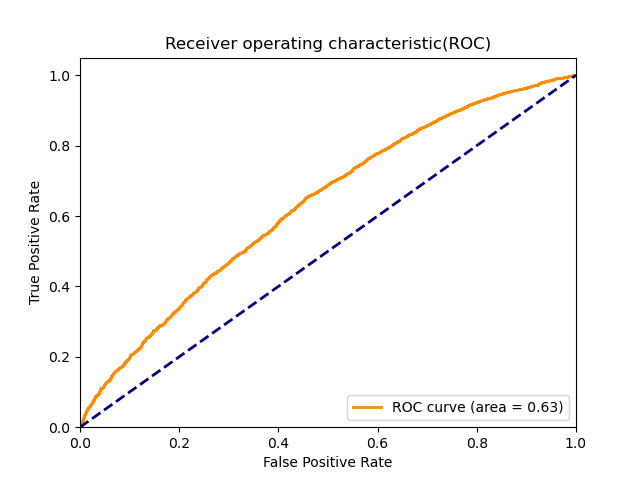 Receiver operating characteristic(ROC)
True Positive Rate
1.0
0.8
0.6
0.4
0.2
0.0
0.0 0.2 0.4 0.6 0.8 1.0
False Positive Rate
ROC curve (area = 0.63)